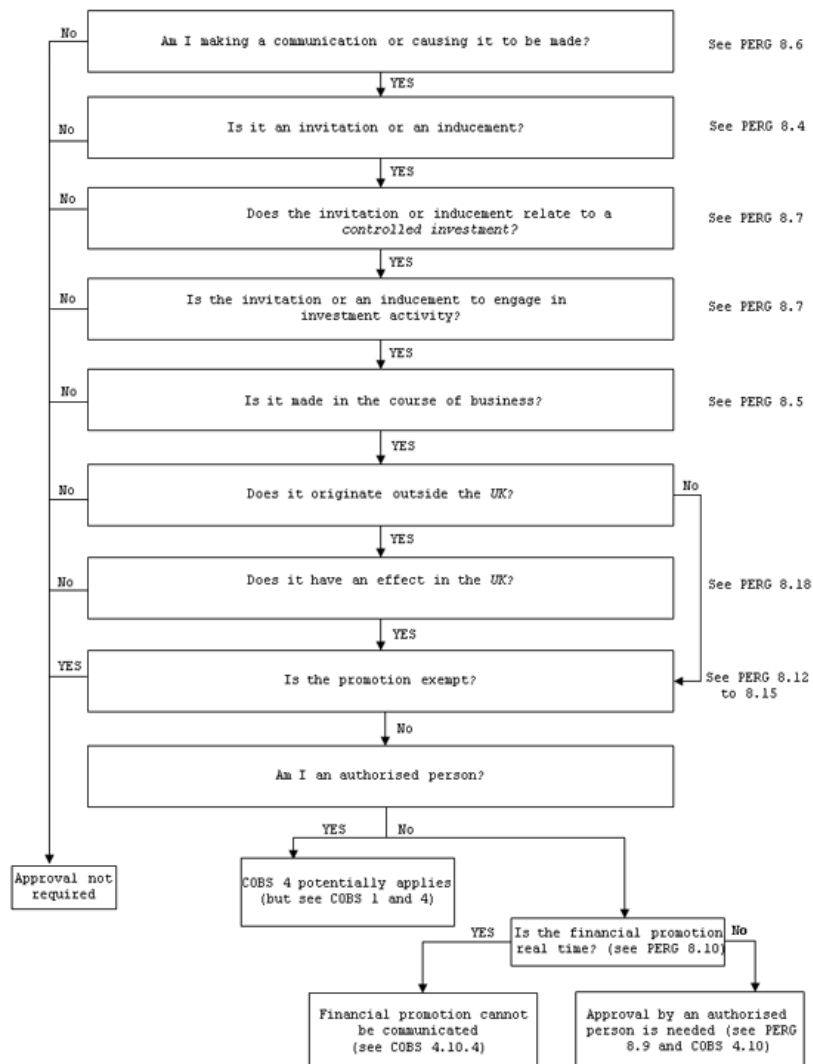 No
Am I making a communication or causing it to be made?
See PERG 8.6
YES
No
Is it an invitation or an inducement?
See PERG 8.4
YES
No
Does the invitation or inducement relate to a
controlled investment?
See PERG 8.7
YES
No
Is the invitation or an inducement to engage in
investment activity?
See PERG 8.7
YES
No
Is it made in the course of business?
See PERG 8.5
YES
No
Does it originate outside the UK?
No
YES
No
Does it have an effect in the UK?
See PERG 8.18
YES
YES
Is the promotion exempt?
See PERG 8.12
to 8.15
No
Am I an authorised person?
YES
No
Approval not
required
COBS 4 potentially applies
(but see COBS 1 and 4)
YES
Is the financial promotion
real time? (see PERG 8.10)
No
Financial promotion cannot
be communicated
(see COBS 4.10.4)
Approval by an authorised
person is needed (see PERG
8.9 and COBS 4.10)